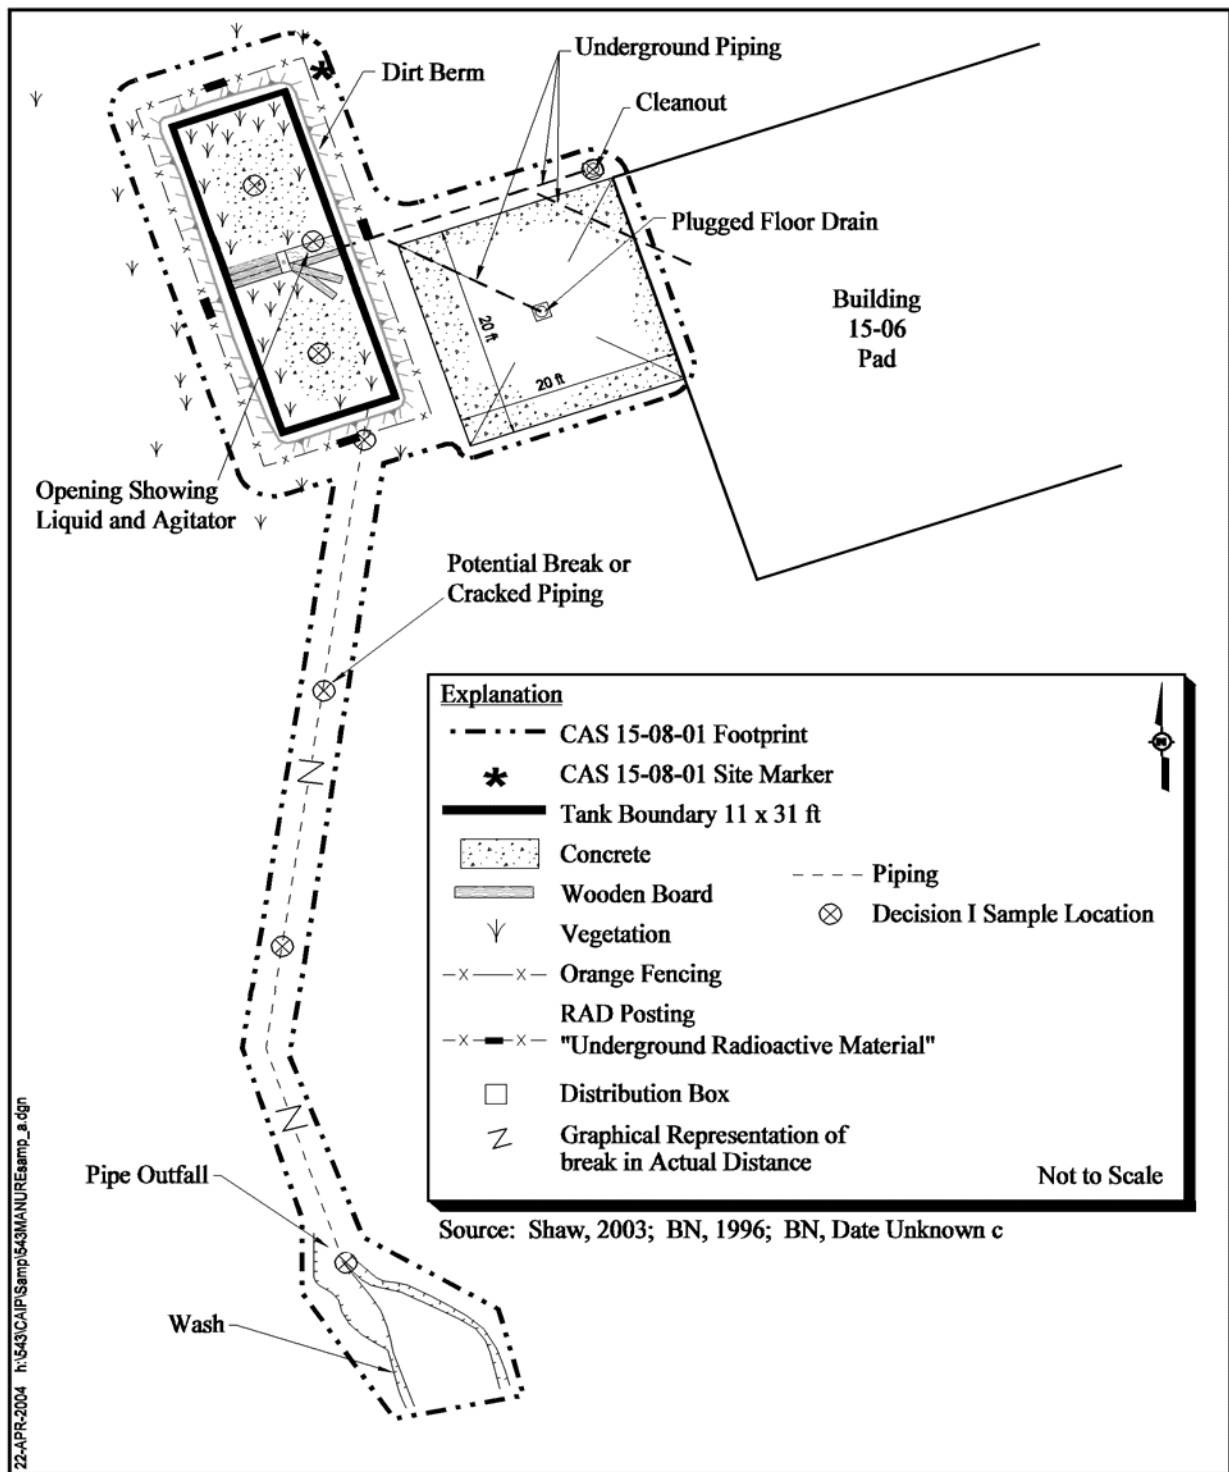 Underground Piping
Dirt Berm
Cleanout
Plugged Floor Drain
Building
15-06
Pad
20 ft
20 ft
Opening Showing
Liquid and Agitator
Potential Break or
Cracked Piping
Explanation
CAS 15-08-01 Footprint
CAS 15-08-01 Site Marker
Tank Boundary 11 x 31 ft
Concrete
Wooden Board
Vegetation
Orange Fencing
RAD Posting
"Underground Radioactive Material"
Distribution Box
Graphical Representation of
break in Actual Distance
Piping
Decision I Sample Location
N
Not to Scale
Source: Shaw, 2003; BN, 1996; BN, Date Unknown c
Pipe Outfall
Wash
22-APR-2004 h:\543\CAIP\Samp\543MANUREsamp_a.dgn